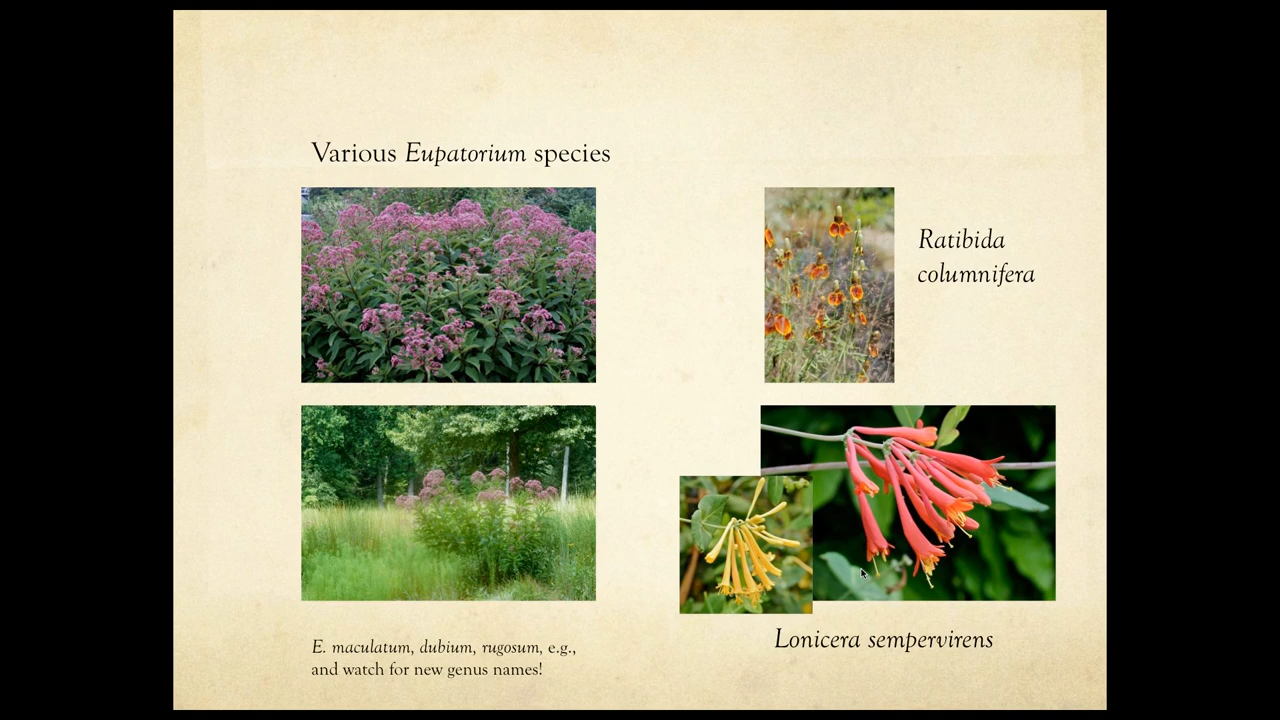 Various Eupatorium species
Ratibida
columnifera
E. maculatum, dubium, rugosum, e.g.,
and watch for new genus names!
Lonicera sempervirens